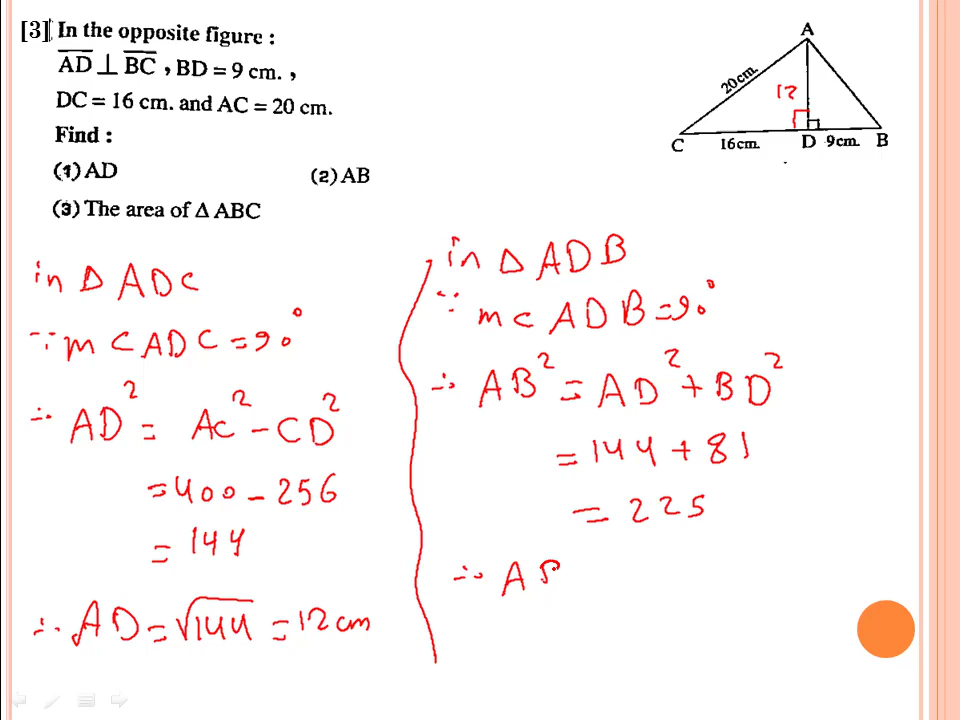 [3] In the opposite figure :
AD ⊥ BC , BD = 9 cm. ,
DC = 16 cm. and AC = 20 cm.
Find :
(1) AD
(2) AB
(3) The area of Δ ABC
A
20cm.
12
C
16cm.
D
9cm.
B
in Δ ADC
∵ m < ADC = 90°
∴ AD² = AC² - CD²
= 400 - 256
= 144
∴ AD = √144 = 12 cm
in Δ ADB
∵ m < ADB = 90°
∴ AB² = AD² + BD²
= 144 + 81
= 225
∴ AB